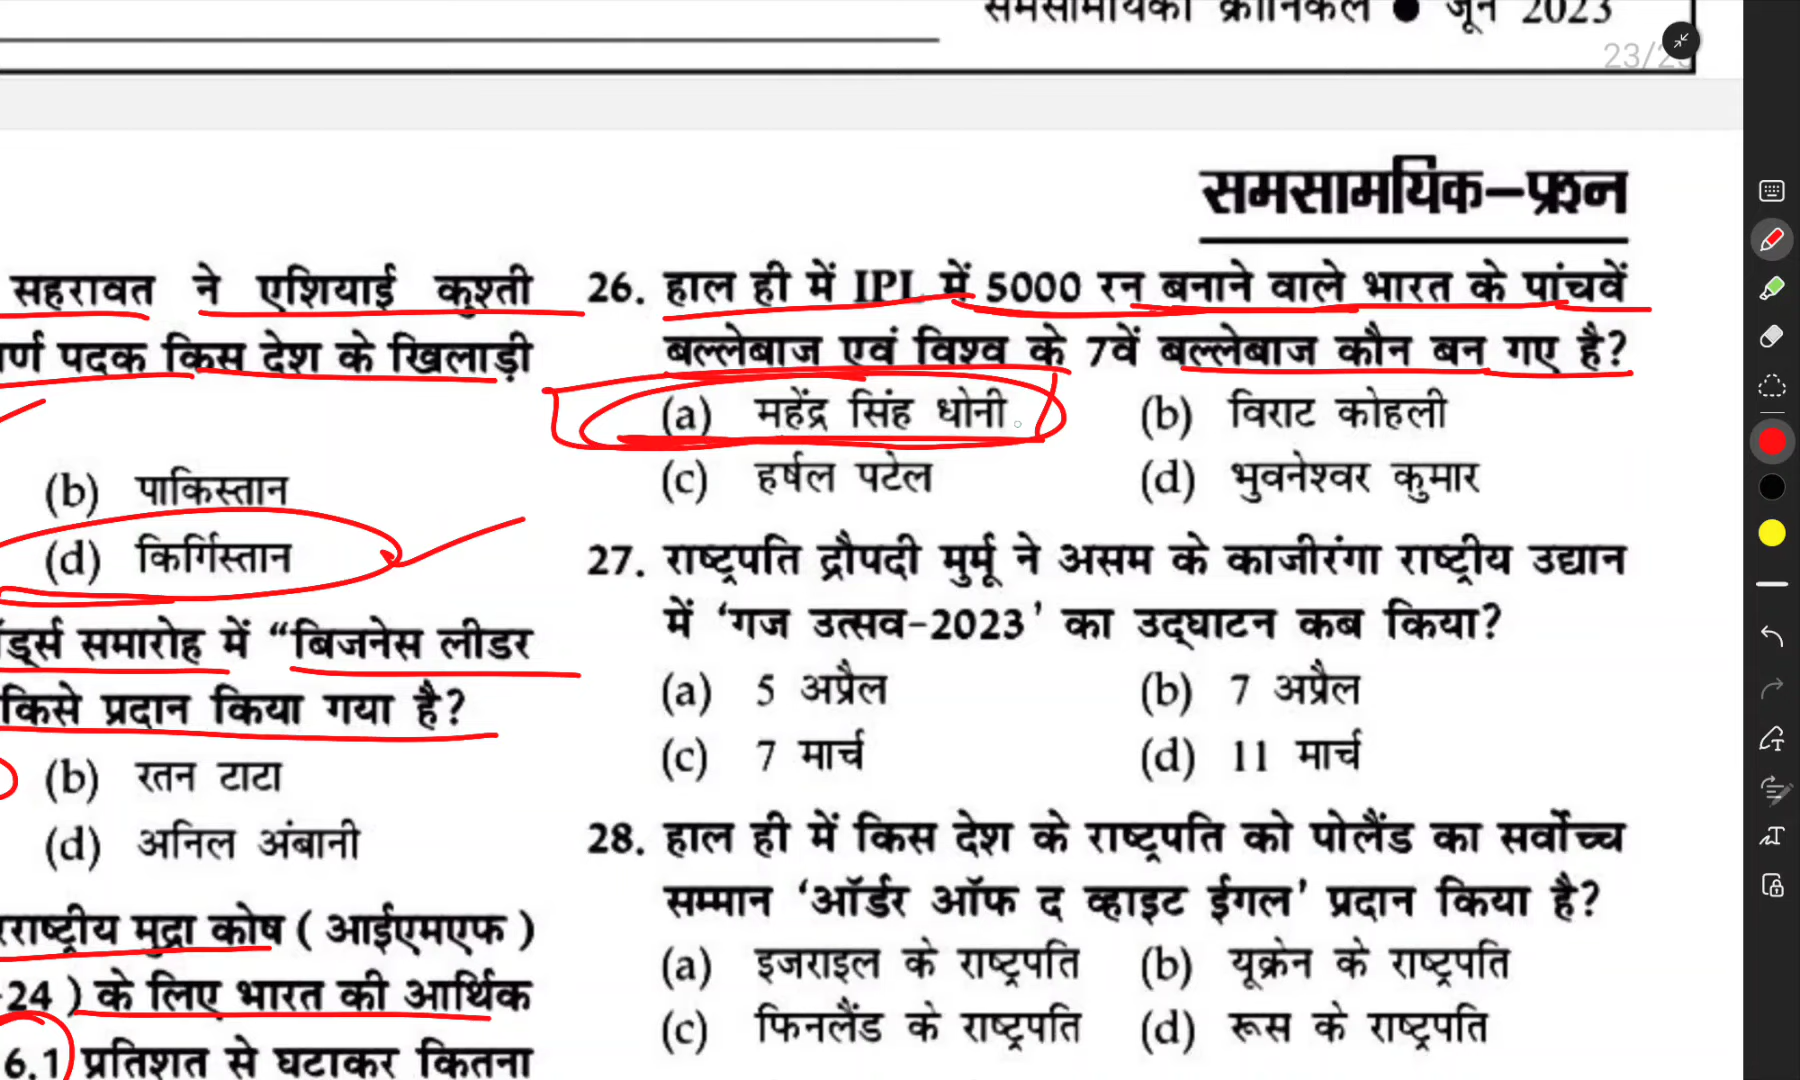 समसामयिकी क्रॉनिकल ● जून 2023
समसामयिक–प्रश्न
सहरावत ने एशियाई कुश्ती
पदक किस देश के खिलाड़ी
(b) पाकिस्तान
(d) किर्गिस्तान
समारोह में “बिजनेस लीडर
किसे प्रदान किया गया है?
(b) रतन टाटा
(d) अनिल अंबानी
मुद्रा कोष ( आईएमएफ )
24 ) के लिए भारत की आर्थिक
6.1 प्रतिशत से घटाकर कितना
26. हाल ही में IPL में 5000 रन बनाने वाले भारत के पांचवें
बल्लेबाज एवं विश्व के 7वें बल्लेबाज कौन बन गए है?
(a) महेंद्र सिंह धोनी (b) विराट कोहली
(c) हर्षल पटेल (d) भुवनेश्वर कुमार
27. राष्ट्रपति द्रौपदी मुर्मू ने असम के काजीरंगा राष्ट्रीय उद्यान
में ‘गज उत्सव-2023’ का उद्घाटन कब किया?
(a) 5 अप्रैल (b) 7 अप्रैल
(c) 7 मार्च (d) 11 मार्च
28. हाल ही में किस देश के राष्ट्रपति को पोलैंड का सर्वोच्च
सम्मान ‘ऑर्डर ऑफ द व्हाइट ईगल’ प्रदान किया है?
(a) इजराइल के राष्ट्रपति (b) यूक्रेन के राष्ट्रपति
(c) फिनलैंड के राष्ट्रपति (d) रूस के राष्ट्रपति